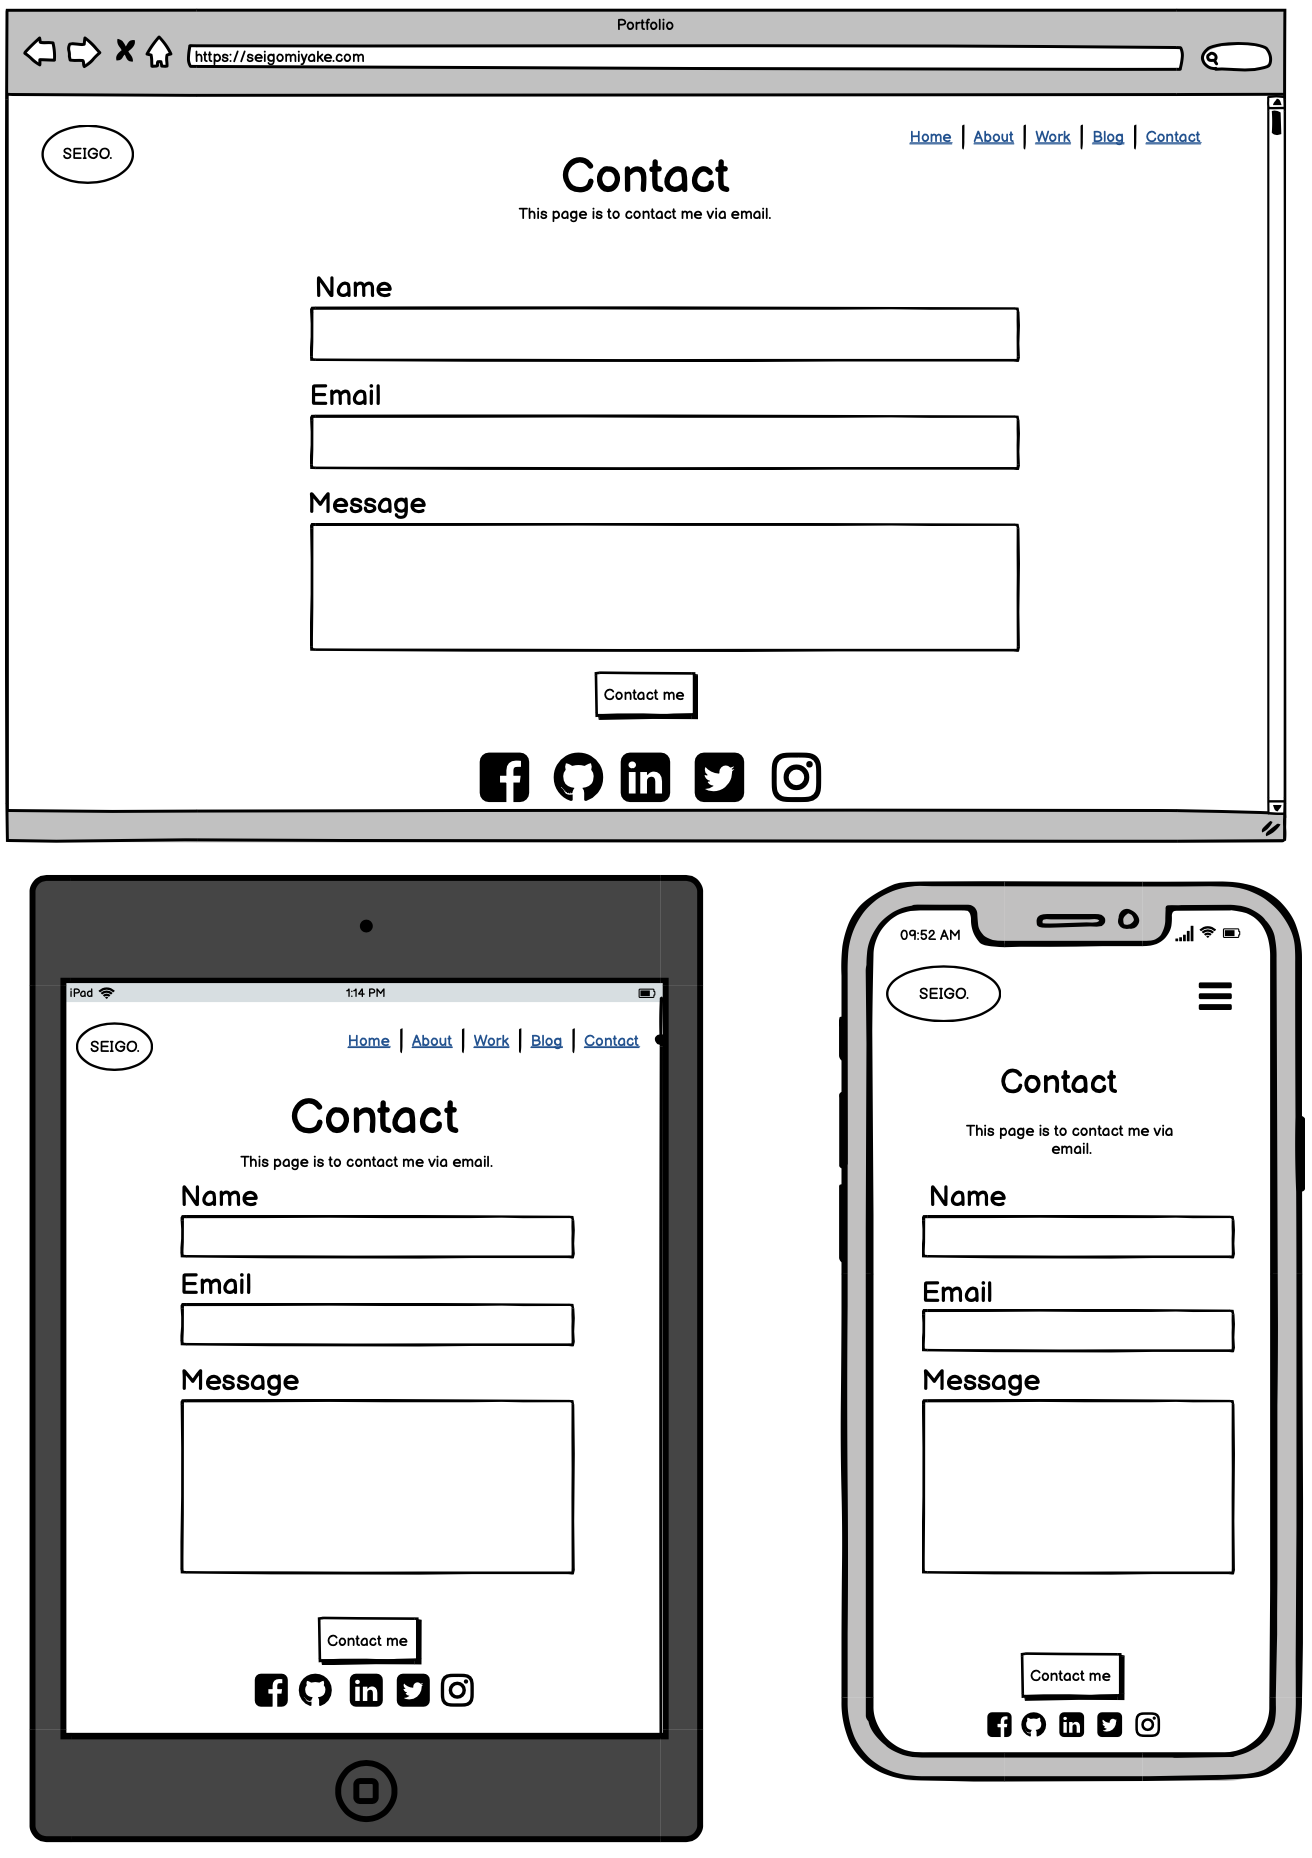 Portfolio
https://seigomiyake.com
SEIGO.
Home About Work Blog Contact
Contact
This page is to contact me via email.
Name
Email
Message
Contact me
iPad 1:14 PM
SEIGO.
Home About Work Blog Contact
Contact
This page is to contact me via email.
Name
Email
Message
Contact me
09:52 AM
SEIGO.
Contact
This page is to contact me via
email.
Name
Email
Message
Contact me